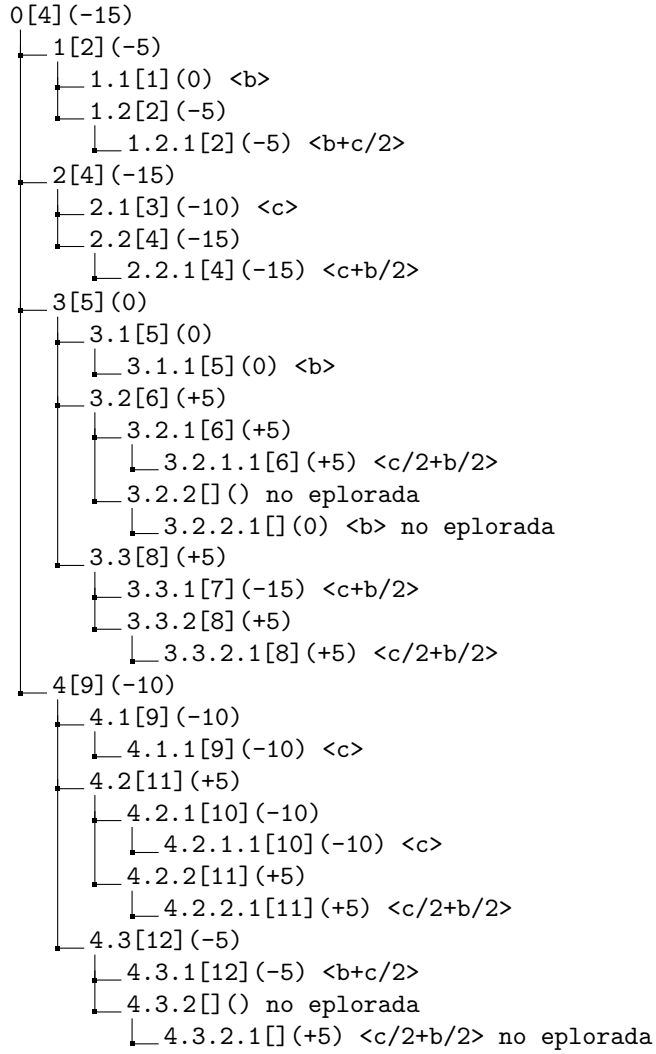 0[4](-15)
1[2](-5)
1.1[1](0) <b>
1.2[2](-5)
1.2.1[2](-5) <b+c/2>
2[4](-15)
2.1[3](-10) <c>
2.2[4](-15)
2.2.1[4](-15) <c+b/2>
3[5](0)
3.1[5](0)
3.1.1[5](0) <b>
3.2[6](+5)
3.2.1[6](+5)
3.2.1.1[6](+5) <c/2+b/2>
3.2.2[]() no eplorada
3.2.2.1[](0) <b> no eplorada
3.3[8](+5)
3.3.1[7](-15) <c+b/2>
3.3.2[8](+5)
3.3.2.1[8](+5) <c/2+b/2>
4[9](-10)
4.1[9](-10)
4.1.1[9](-10) <c>
4.2[11](+5)
4.2.1[10](-10)
4.2.1.1[10](-10) <c>
4.2.2[11](+5)
4.2.2.1[11](+5) <c/2+b/2>
4.3[12](-5)
4.3.1[12](-5) <b+c/2>
4.3.2[]() no eplorada
4.3.2.1[](+5) <c/2+b/2> no eplorada